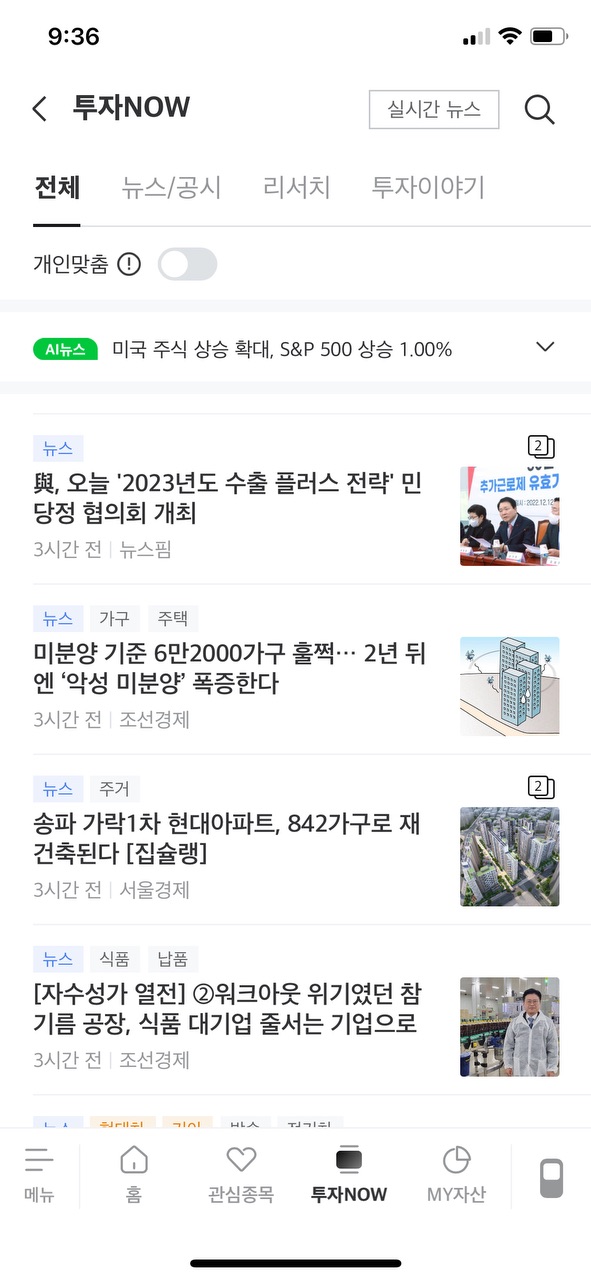 9:36
투자NOW
실시간 뉴스
전체 뉴스/공시 리서치 투자이야기
개인맞춤
AI뉴스 미국 주식 상승 확대, S&P 500 상승 1.00%
뉴스
2
與, 오늘 '2023년도 수출 플러스 전략' 민
당정 협의회 개최
3시간 전 | 뉴스핌
추가근로제 유효기
2022.12.12
뉴스 가구 주택
미분양 기준 6만2000가구 훌쩍… 2년 뒤
엔 ‘악성 미분양’ 폭증한다
3시간 전 | 조선경제
뉴스 주거
2
송파 가락1차 현대아파트, 842가구로 재
건축된다 [집슐랭]
3시간 전 | 서울경제
뉴스 식품 납품
[자수성가 열전] ②워크아웃 위기였던 참
기름 공장, 식품 대기업 줄서는 기업으로
3시간 전 | 조선경제
뉴스 현대차
메뉴 홈 관심종목 투자NOW MY자산